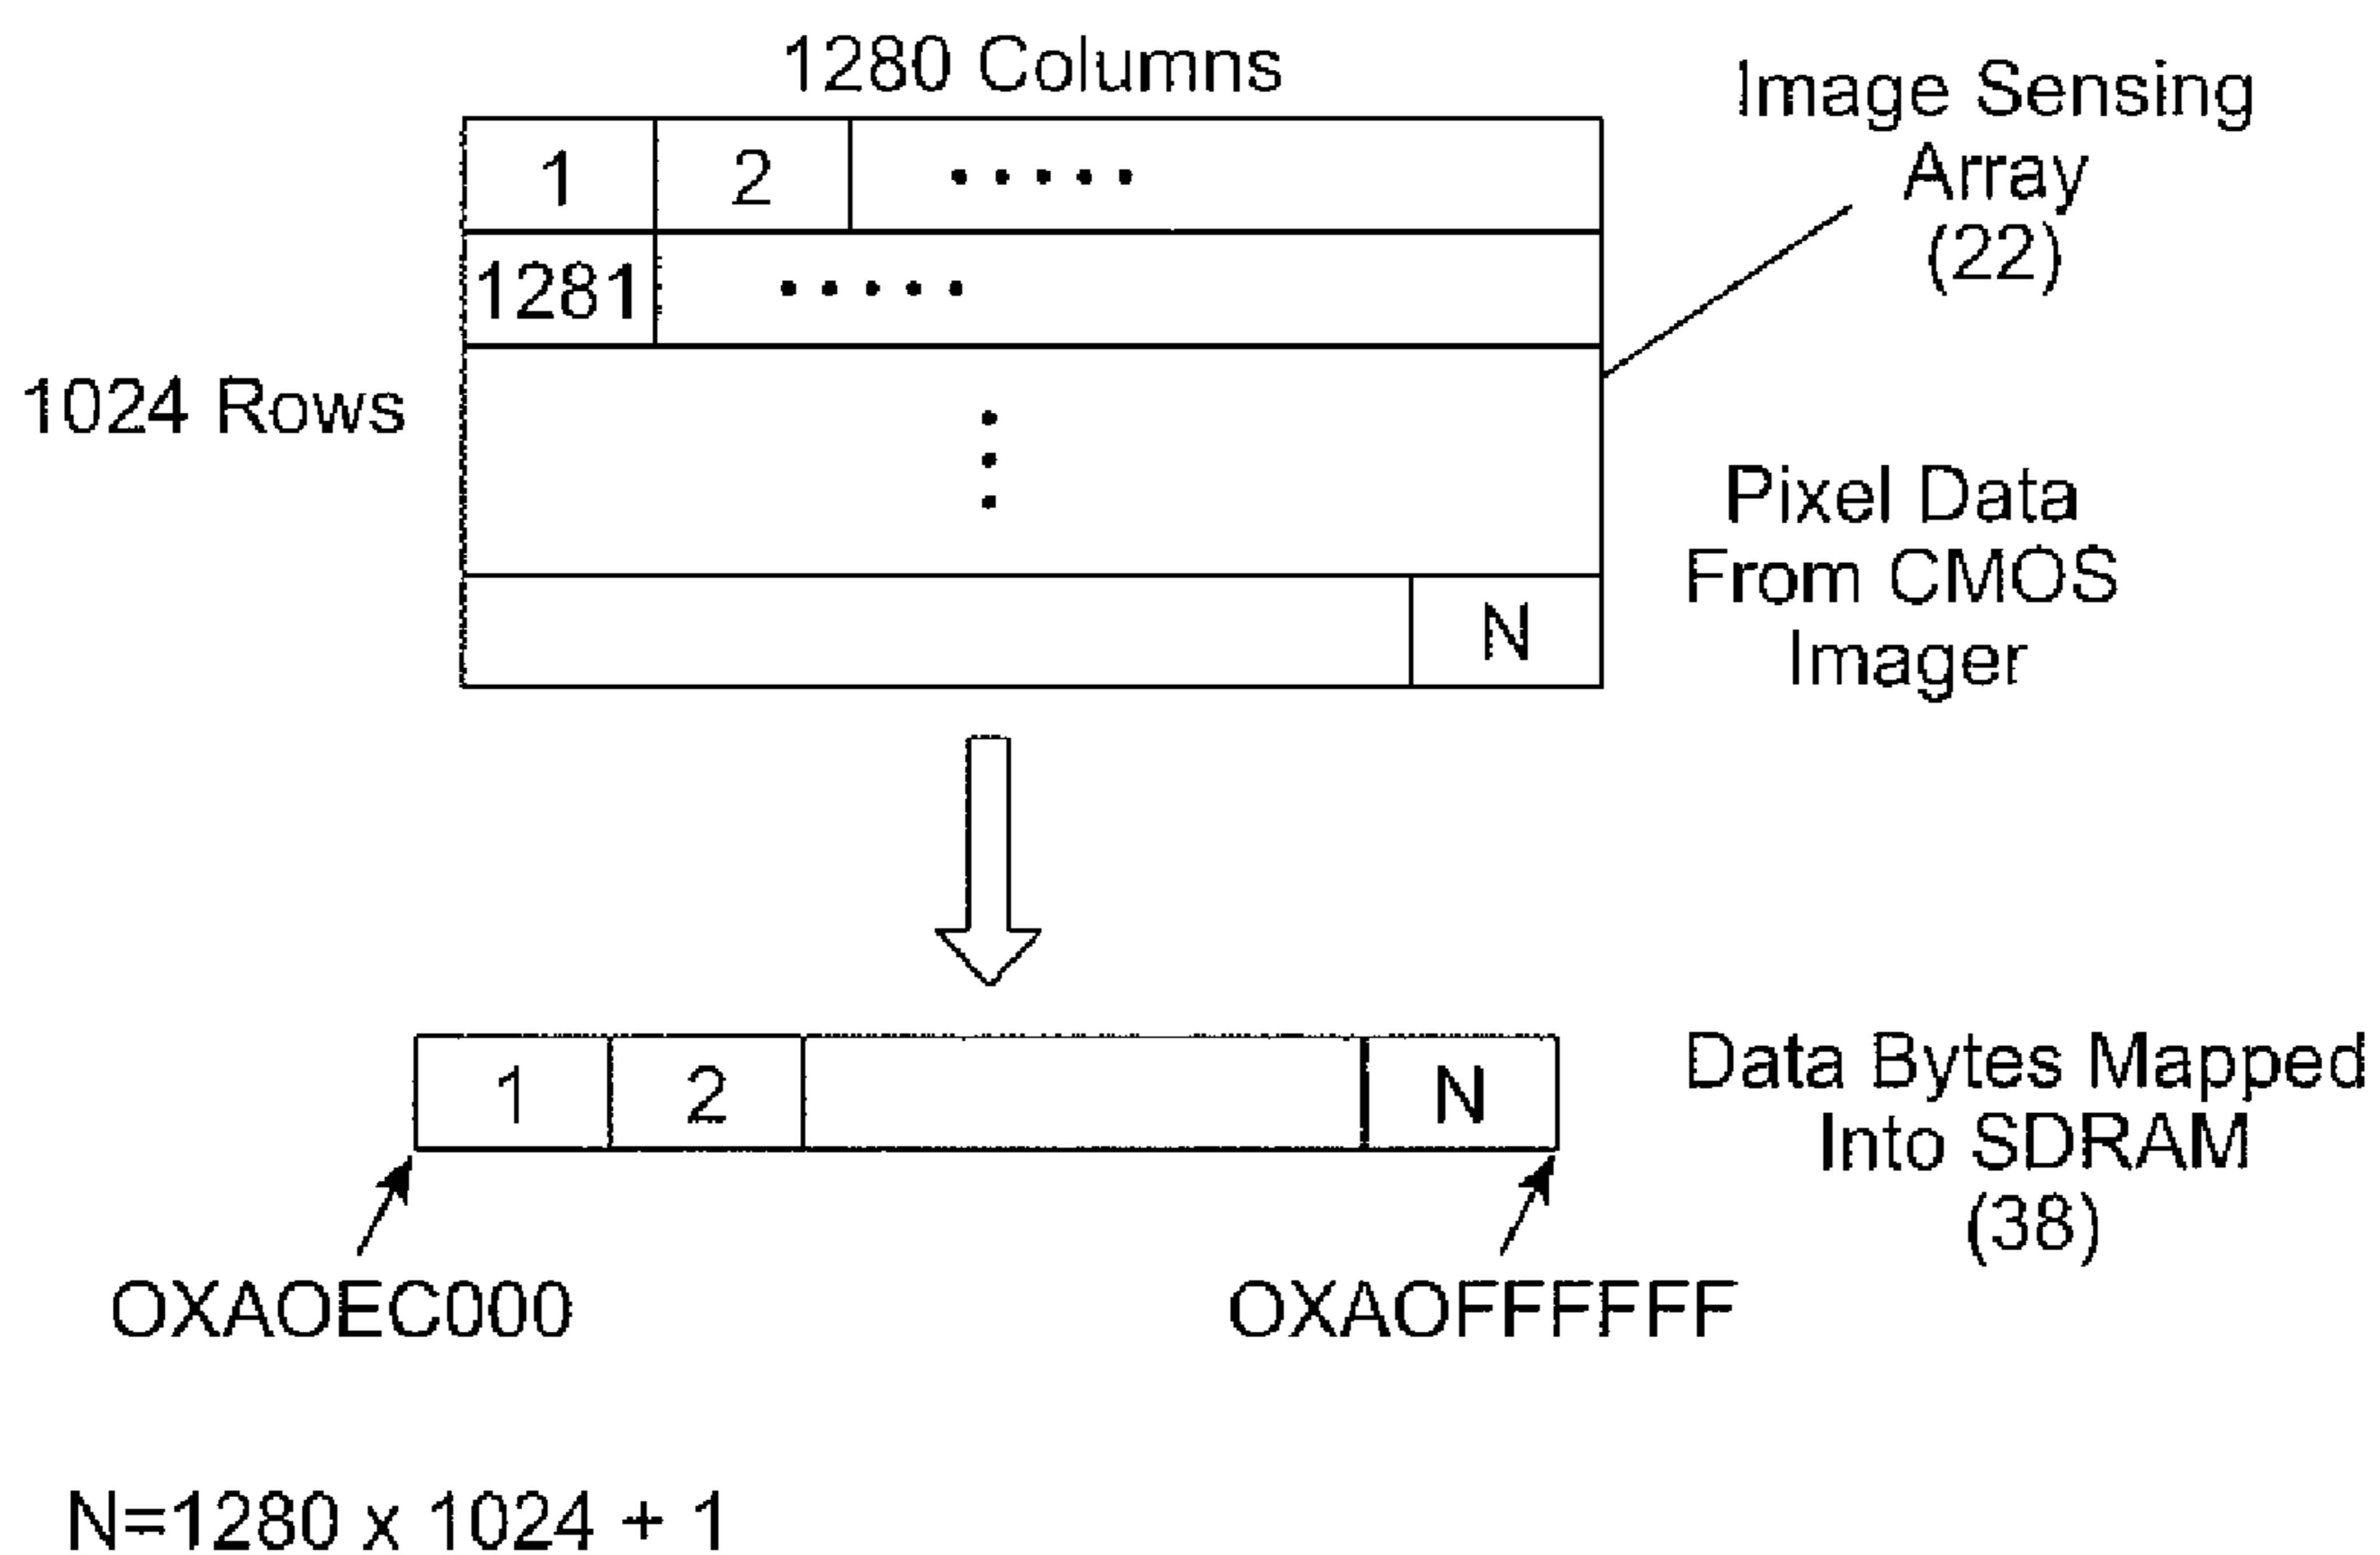 1280 Columns
Image Sensing
Array
(22)
1 2 .....
1281 .....
1024 Rows
Pixel Data
From CMOS
Imager
N
1 2 N
Data Bytes Mapped
Into SDRAM
(38)
OXAOEC000
OXAOFFFFFF
N=1280 x 1024 + 1